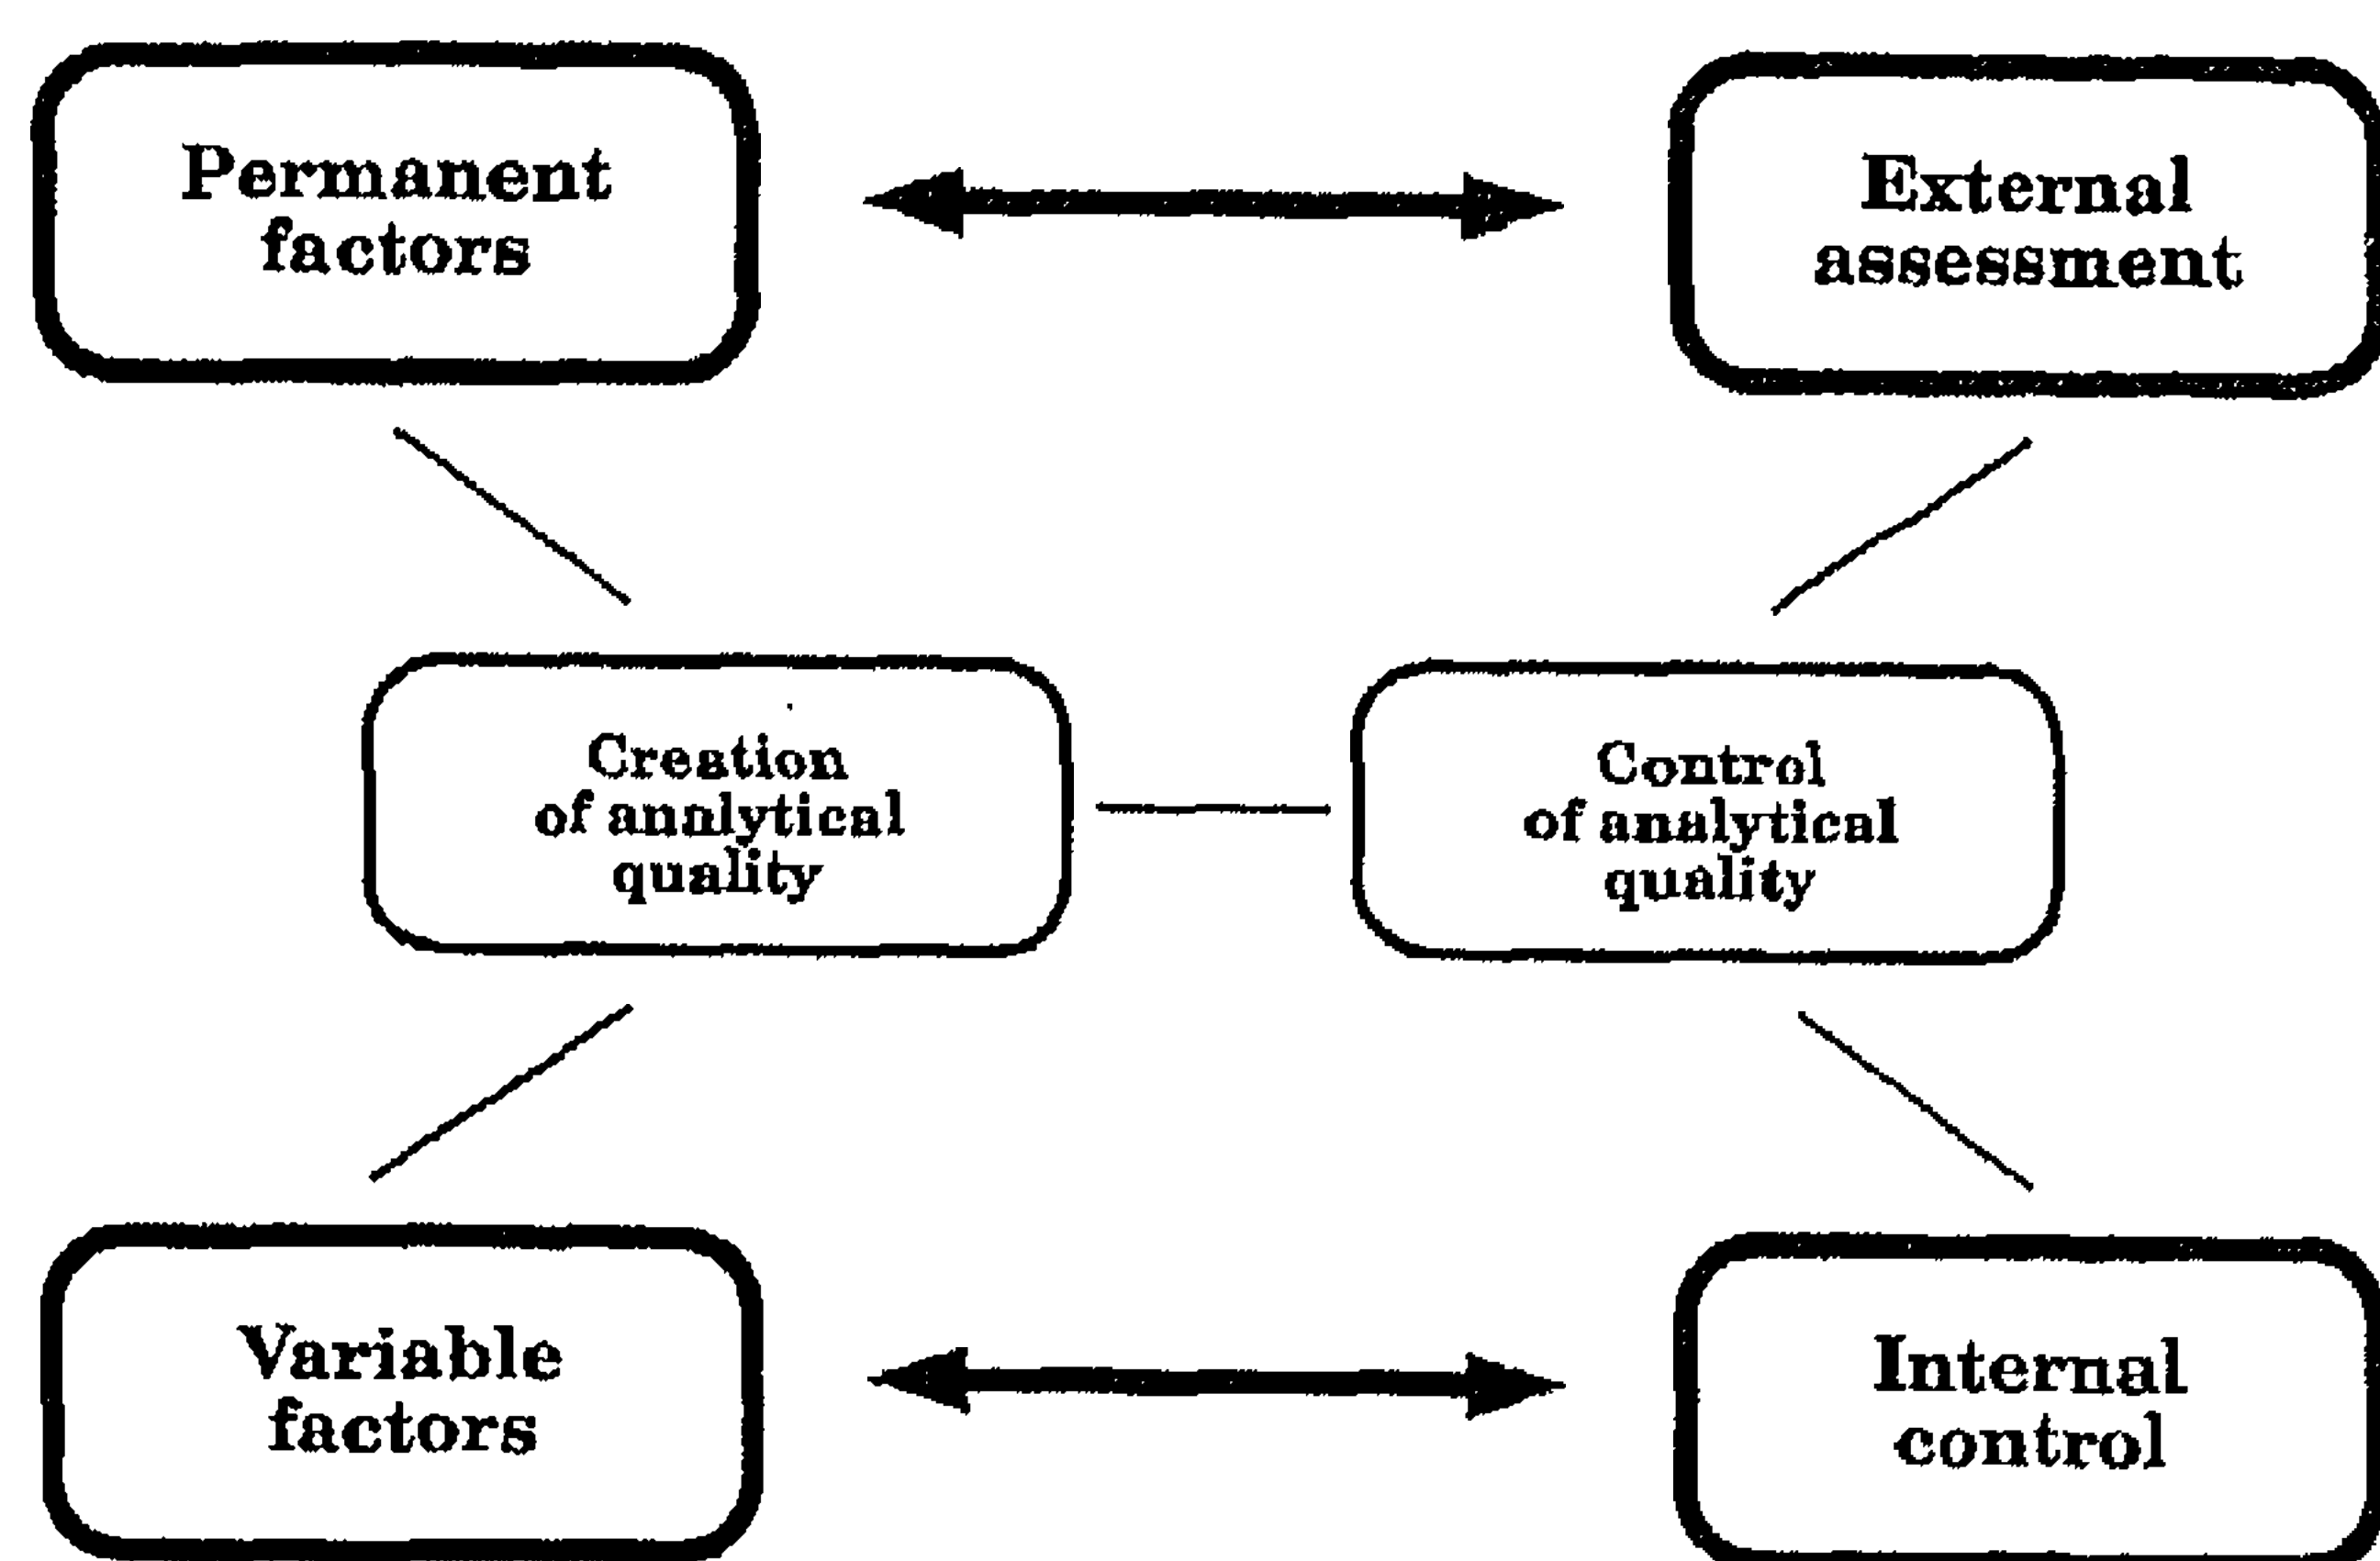 Permanent
factors
External
assessment
Creation
of analytical
quality
Control
of analytical
quality
Variable
factors
Internal
control